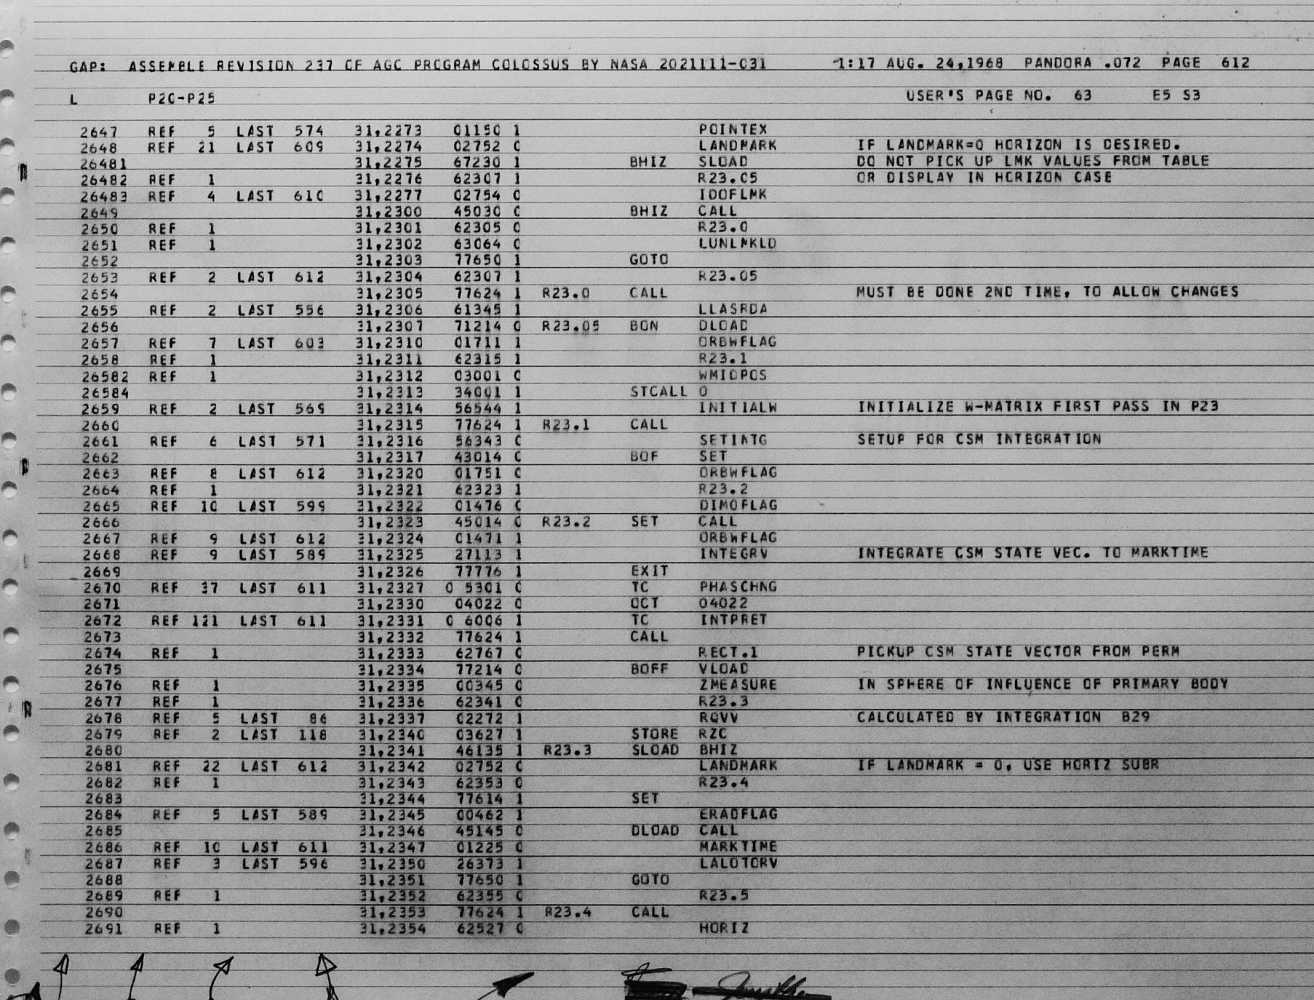 GAP: ASSEMBLE REVISION 237 OF AGC PROGRAM COLOSSUS BY NASA 2021111-031 1:17 AUG. 24,1968 PANDORA .072 PAGE 612
L P20-P25 USER'S PAGE NO. 63 E5 S3
2647 REF 5 LAST 574 31,2273 01150 1 POINTEX
2648 REF 21 LAST 609 31,2274 02752 0 LANDMARK IF LANDMARK=0 HORIZON IS DESIRED.
26481 31,2275 67230 1 BHIZ SLOAD DO NOT PICK UP LMK VALUES FROM TABLE
26482 REF 1 31,2276 62307 1 R23.05 OR DISPLAY IN HORIZON CASE
26483 REF 4 LAST 610 31,2277 02754 0 IDOFLMK
2649 31,2300 45030 0 BHIZ CALL
2650 REF 1 31,2301 62305 0 R23.0
2651 REF 1 31,2302 63064 0 LUNLMKLD
2652 31,2303 77650 1 GOTO
2653 REF 2 LAST 612 31,2304 62307 1 R23.05
2654 31,2305 77624 1 R23.0 CALL MUST BE DONE 2ND TIME, TO ALLOW CHANGES
2655 REF 2 LAST 556 31,2306 61345 1 LLASRDA
2656 31,2307 71214 0 R23.05 BON DLOAD
2657 REF 7 LAST 603 31,2310 01711 1 ORBWFLAG
2658 REF 1 31,2311 62315 1 R23.1
26582 REF 1 31,2312 03001 0 WMIDPOS
26584 31,2313 34001 1 STCALL 0
2659 REF 2 LAST 569 31,2314 56544 1 INITIALW INITIALIZE W-MATRIX FIRST PASS IN P23
2660 31,2315 77624 1 R23.1 CALL
2661 REF 6 LAST 571 31,2316 56343 0 SETINTG SETUP FOR CSM INTEGRATION
2662 31,2317 43014 0 BOF SET
2663 REF 8 LAST 612 31,2320 01751 0 ORBWFLAG
2664 REF 1 31,2321 62323 1 R23.2
2665 REF 10 LAST 599 31,2322 01476 0 DIMOFLAG
2666 31,2323 45014 0 R23.2 SET CALL
2667 REF 9 LAST 612 31,2324 01471 1 ORBWFLAG
2668 REF 9 LAST 589 31,2325 27113 1 INTEGRV INTEGRATE CSM STATE VEC. TO MARKTIME
2669 31,2326 77776 1 EXIT
2670 REF 37 LAST 611 31,2327 0 5301 0 TC PHASCHNG
2671 31,2330 04022 0 OCT 04022
2672 REF 121 LAST 611 31,2331 0 6006 1 TC INTPRET
2673 31,2332 77624 1 CALL
2674 REF 1 31,2333 62767 0 RECT.1 PICKUP CSM STATE VECTOR FROM PERM
2675 31,2334 77214 0 BOFF VLOAD
2676 REF 1 31,2335 00345 0 ZMEASURE IN SPHERE OF INFLUENCE OF PRIMARY BODY
2677 REF 1 31,2336 62341 0 R23.3
2678 REF 5 LAST 86 31,2337 02272 1 RQVV CALCULATED BY INTEGRATION B29
2679 REF 2 LAST 118 31,2340 03627 1 STORE RZC
2680 31,2341 46135 1 R23.3 SLOAD BHIZ
2681 REF 22 LAST 612 31,2342 02752 0 LANDMARK IF LANDMARK = 0, USE HORIZ SUBR
2682 REF 1 31,2343 62353 0 R23.4
2683 31,2344 77614 1 SET
2684 REF 5 LAST 589 31,2345 00462 1 ERADFLAG
2685 31,2346 45145 0 DLOAD CALL
2686 REF 10 LAST 611 31,2347 01225 0 MARKTIME
2687 REF 3 LAST 596 31,2350 26373 1 LALOTORV
2688 31,2351 77650 1 GOTO
2689 REF 1 31,2352 62355 0 R23.5
2690 31,2353 77624 1 R23.4 CALL
2691 REF 1 31,2354 62527 0 HORIZ